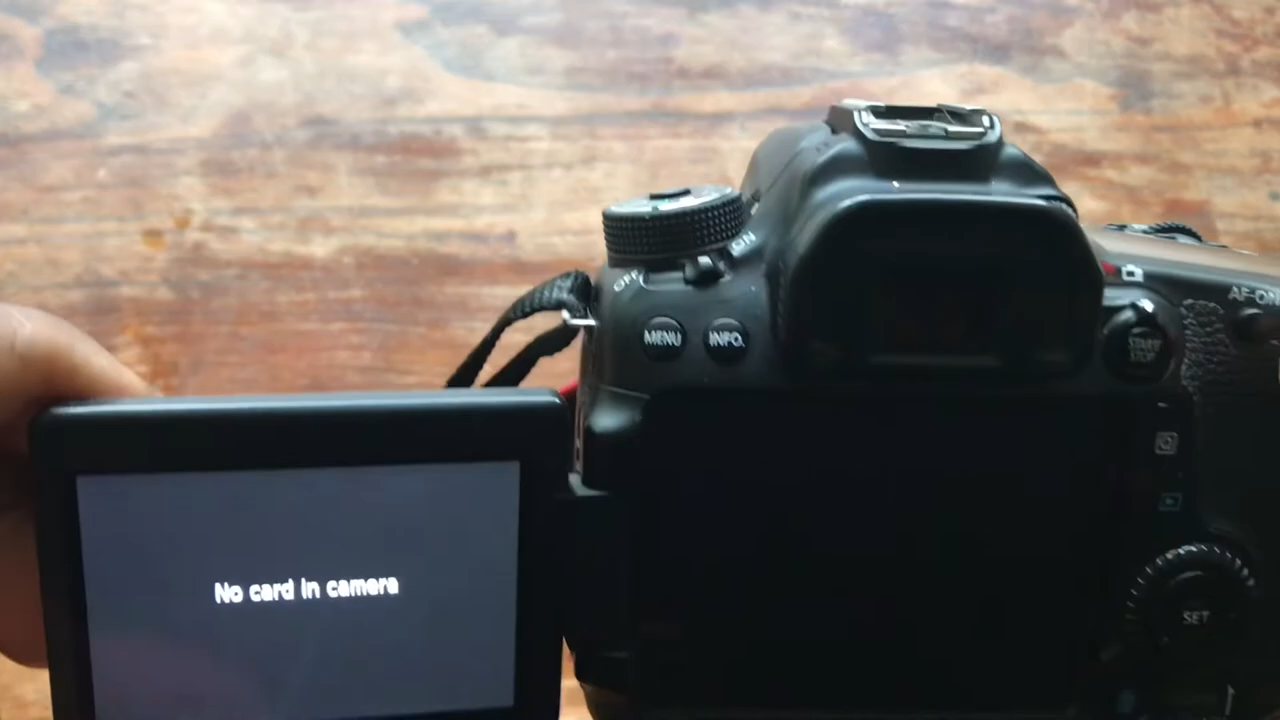 ON
OFF
MENU
INFO.
AF-ON
START/
STOP
No card in camera
Q
SET